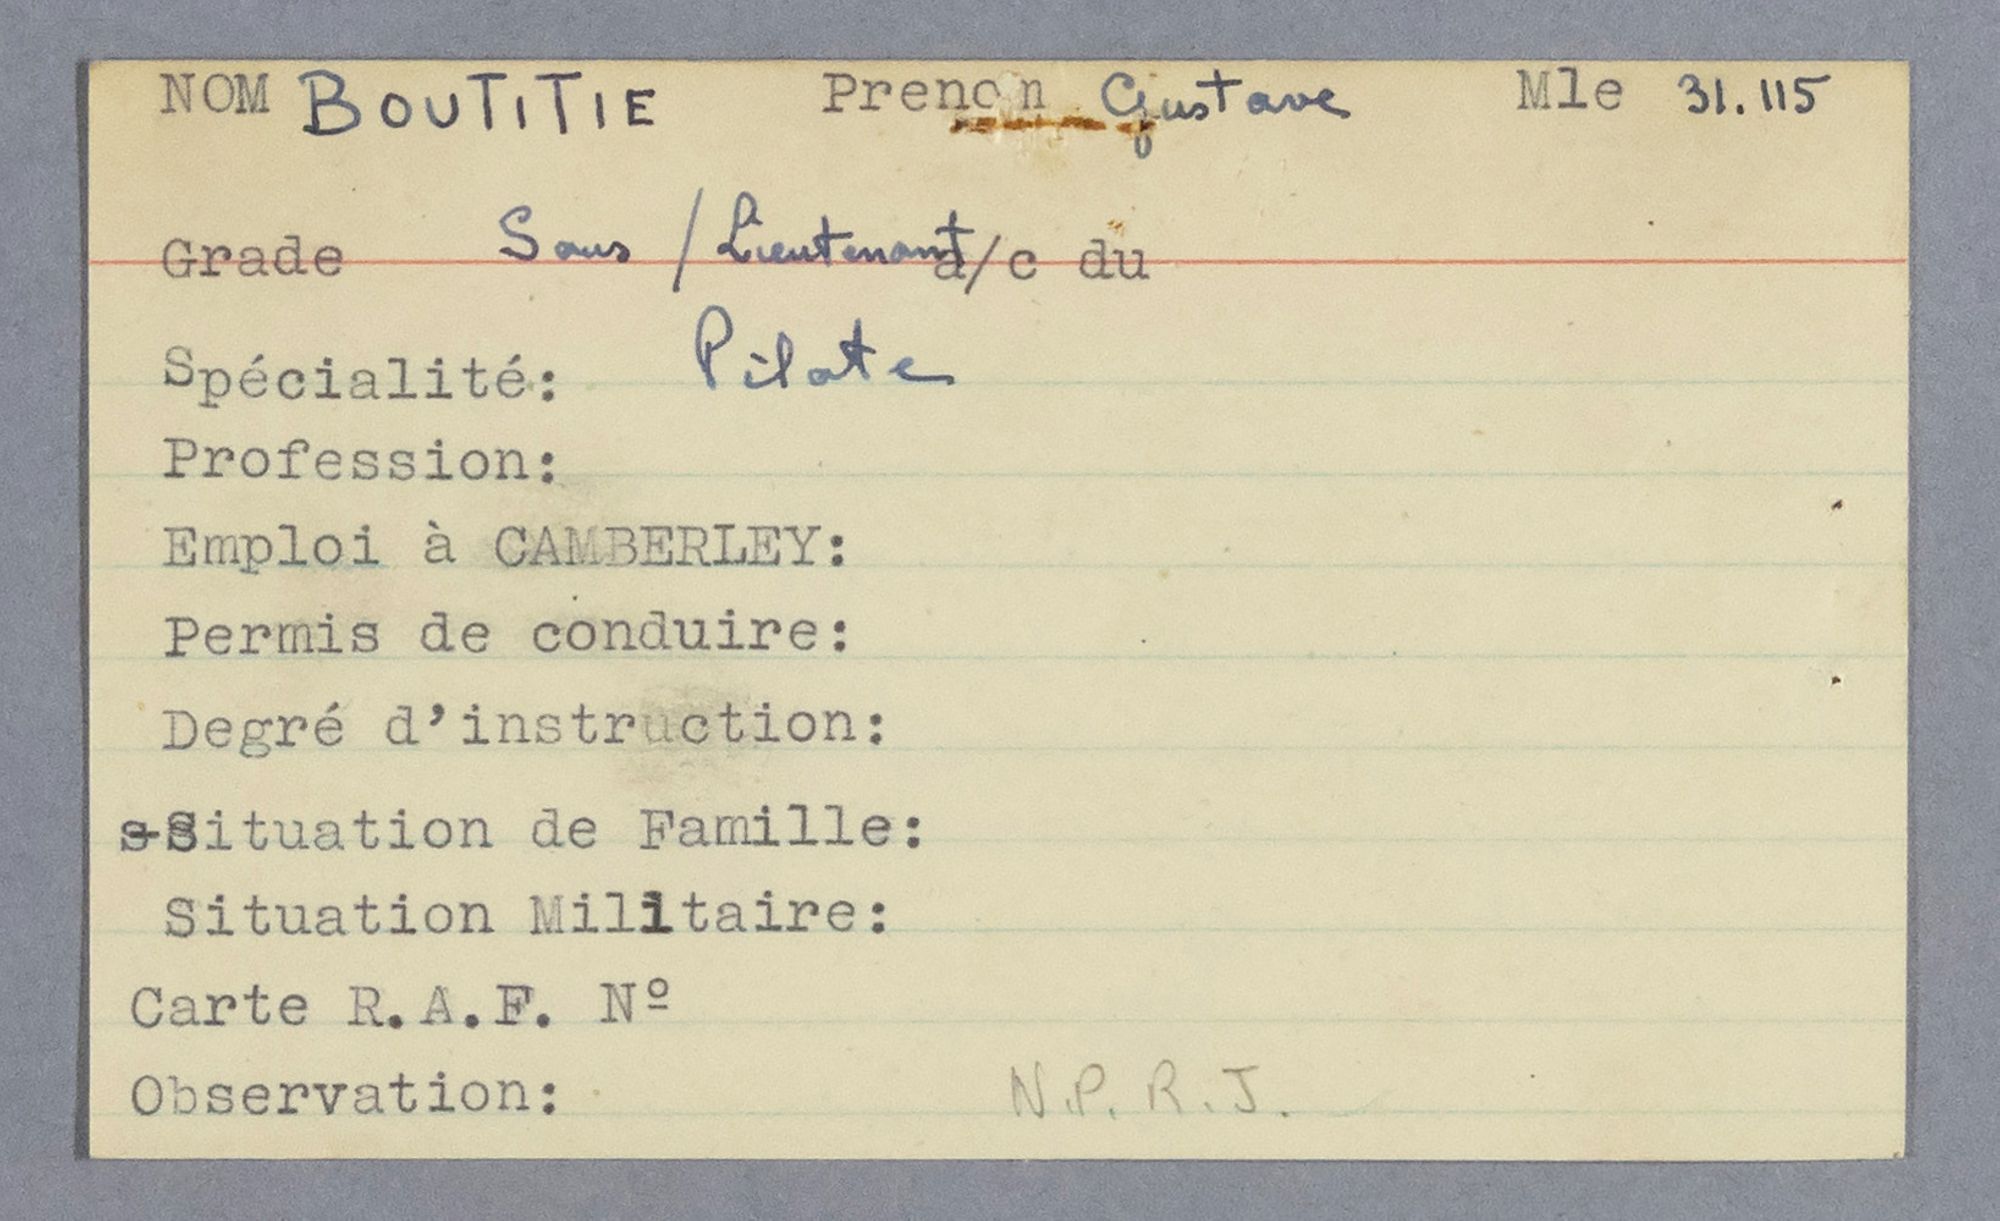 NOM BOUTITIE Prenom Gustave Mle 31.115
Grade Sous/Lieutenant a/c du
Spécialité: Pilote
Profession:
Emploi à CAMBERLEY:
Permis de conduire:
Degré d'instruction:
Situation de Famille:
Situation Militaire:
Carte R.A.F. Nº
Observation: N.P.R.J.